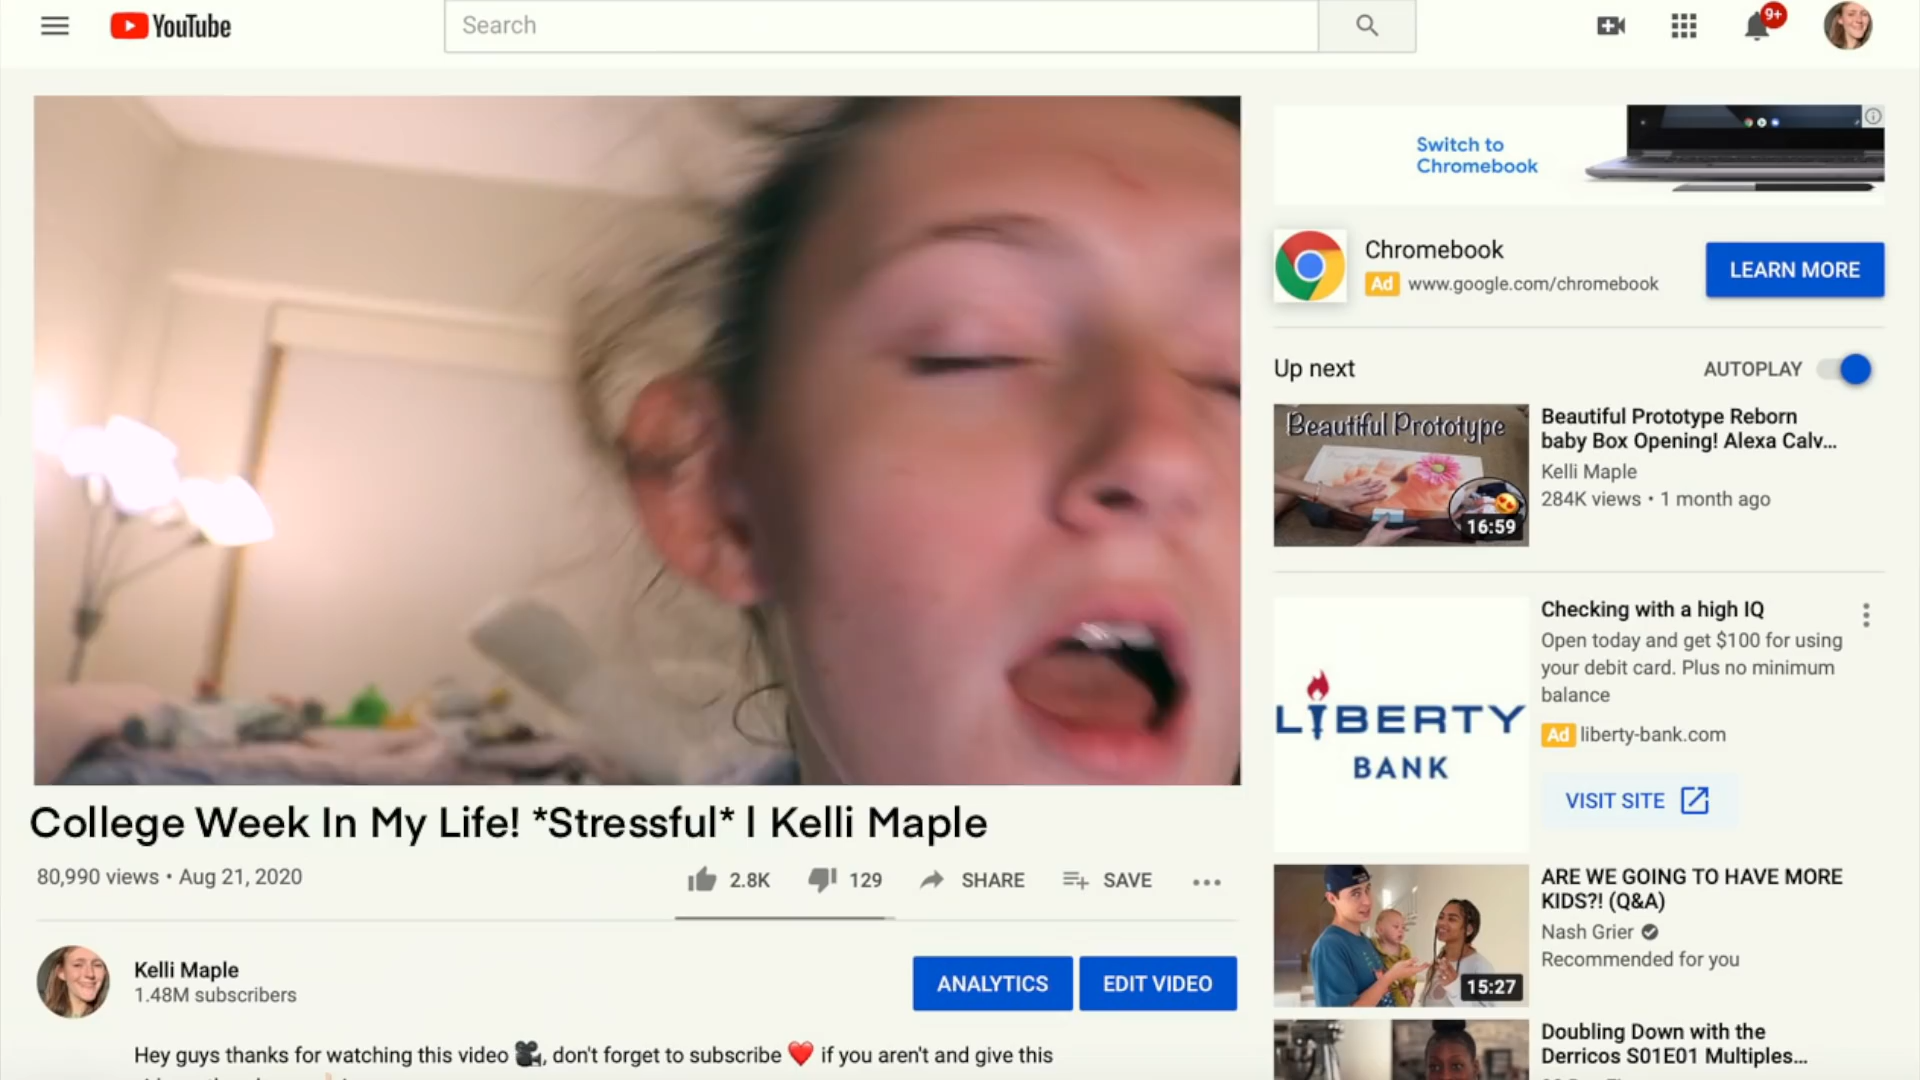 YouTube
Search
9+
Switch to
Chromebook
Chromebook
Ad www.google.com/chromebook
LEARN MORE
Up next
AUTOPLAY
Beautiful Prototype
16:59
Beautiful Prototype Reborn
baby Box Opening! Alexa Calv...
Kelli Maple
284K views • 1 month ago
LIBERTY
BANK
Checking with a high IQ
Open today and get $100 for using
your debit card. Plus no minimum
balance
Ad liberty-bank.com
VISIT SITE
15:27
ARE WE GOING TO HAVE MORE
KIDS?! (Q&A)
Nash Grier
Recommended for you
Doubling Down with the
Derricos S01E01 Multiples...
College Week In My Life! *Stressful* | Kelli Maple
80,990 views • Aug 21, 2020
2.8K
129
SHARE
SAVE
Kelli Maple
1.48M subscribers
ANALYTICS
EDIT VIDEO
Hey guys thanks for watching this video 🎥, don't forget to subscribe ❤️ if you aren't and give this